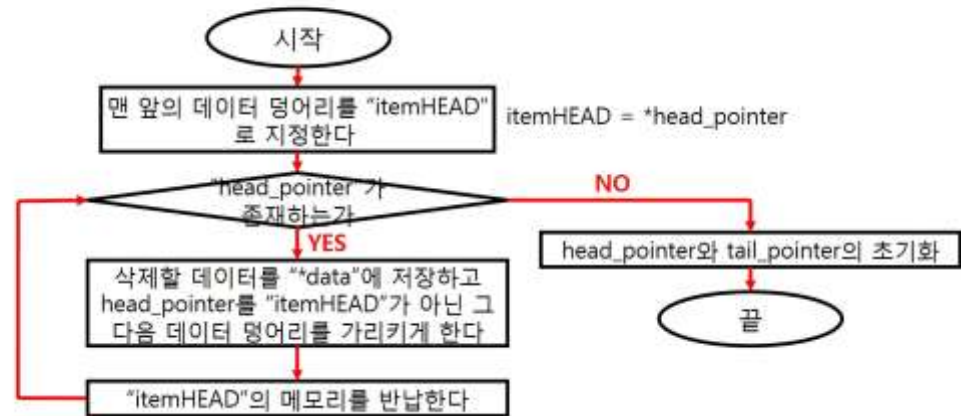 시작
맨 앞의 데이터 덩어리를 “itemHEAD”
로 지정한다
itemHEAD = *head_pointer
“head_pointer”가
존재하는가
NO
YES
head_pointer와 tail_pointer의 초기화
삭제할 데이터를 “*data”에 저장하고
head_pointer를 “itemHEAD”가 아닌 그
다음 데이터 덩어리를 가리키게 한다
끝
“itemHEAD”의 메모리를 반납한다